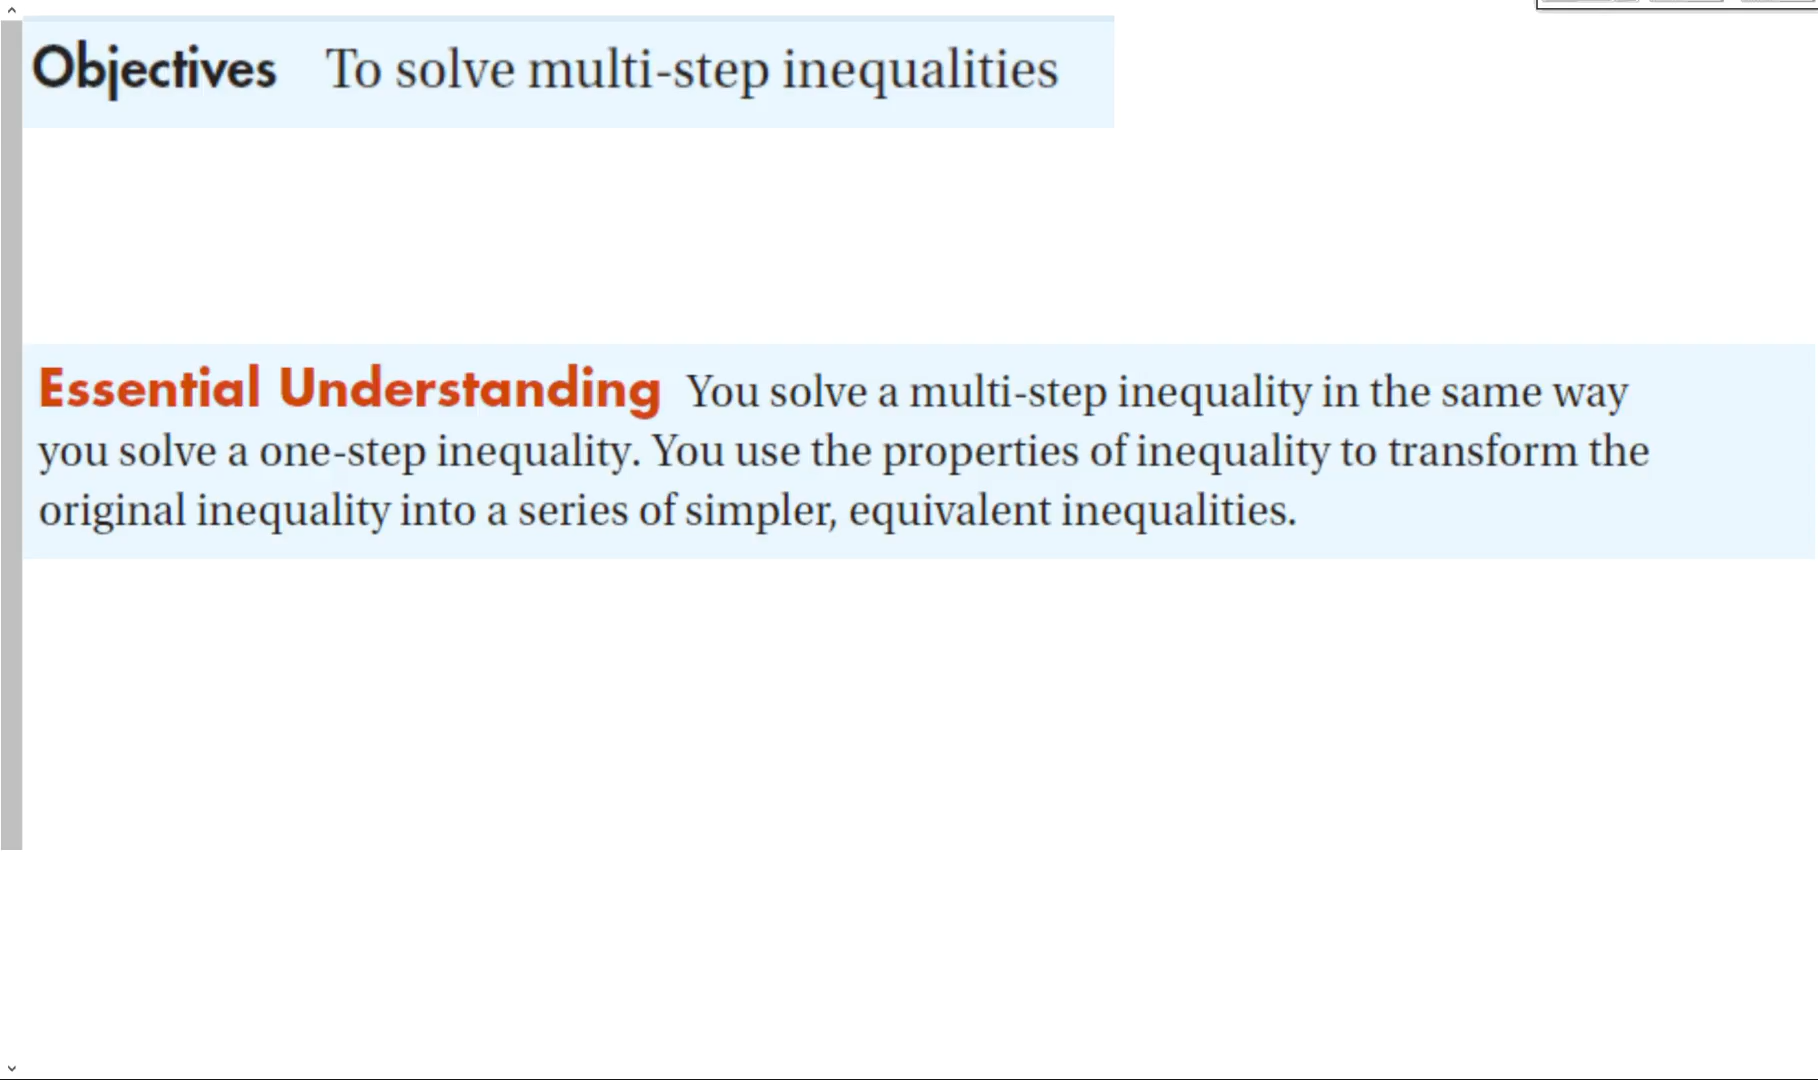 Objectives To solve multi-step inequalities
Essential Understanding You solve a multi-step inequality in the same way
you solve a one-step inequality. You use the properties of inequality to transform the
original inequality into a series of simpler, equivalent inequalities.